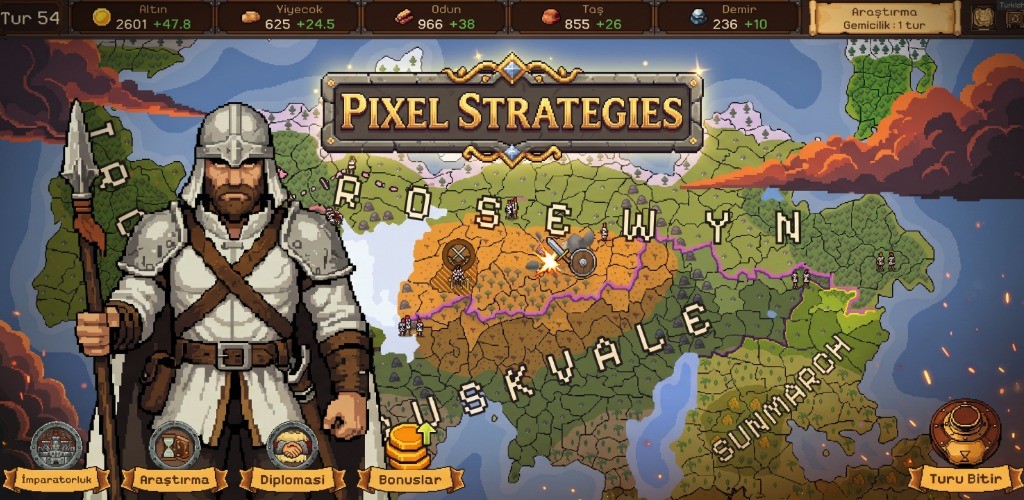 Tur 54
Altın
2601 +47.8
Yiyecek
625 +24.5
Odun
966 +38
Taş
855 +26
Demir
236 +10
Araştırma
Gemicilik : 1 tur
Turkish
PIXEL STRATEGIES
ROSEWYN
USKVALE
SUNMARCH
İmparatorluk
Araştırma
Diplomasi
Bonuslar
Turu Bitir